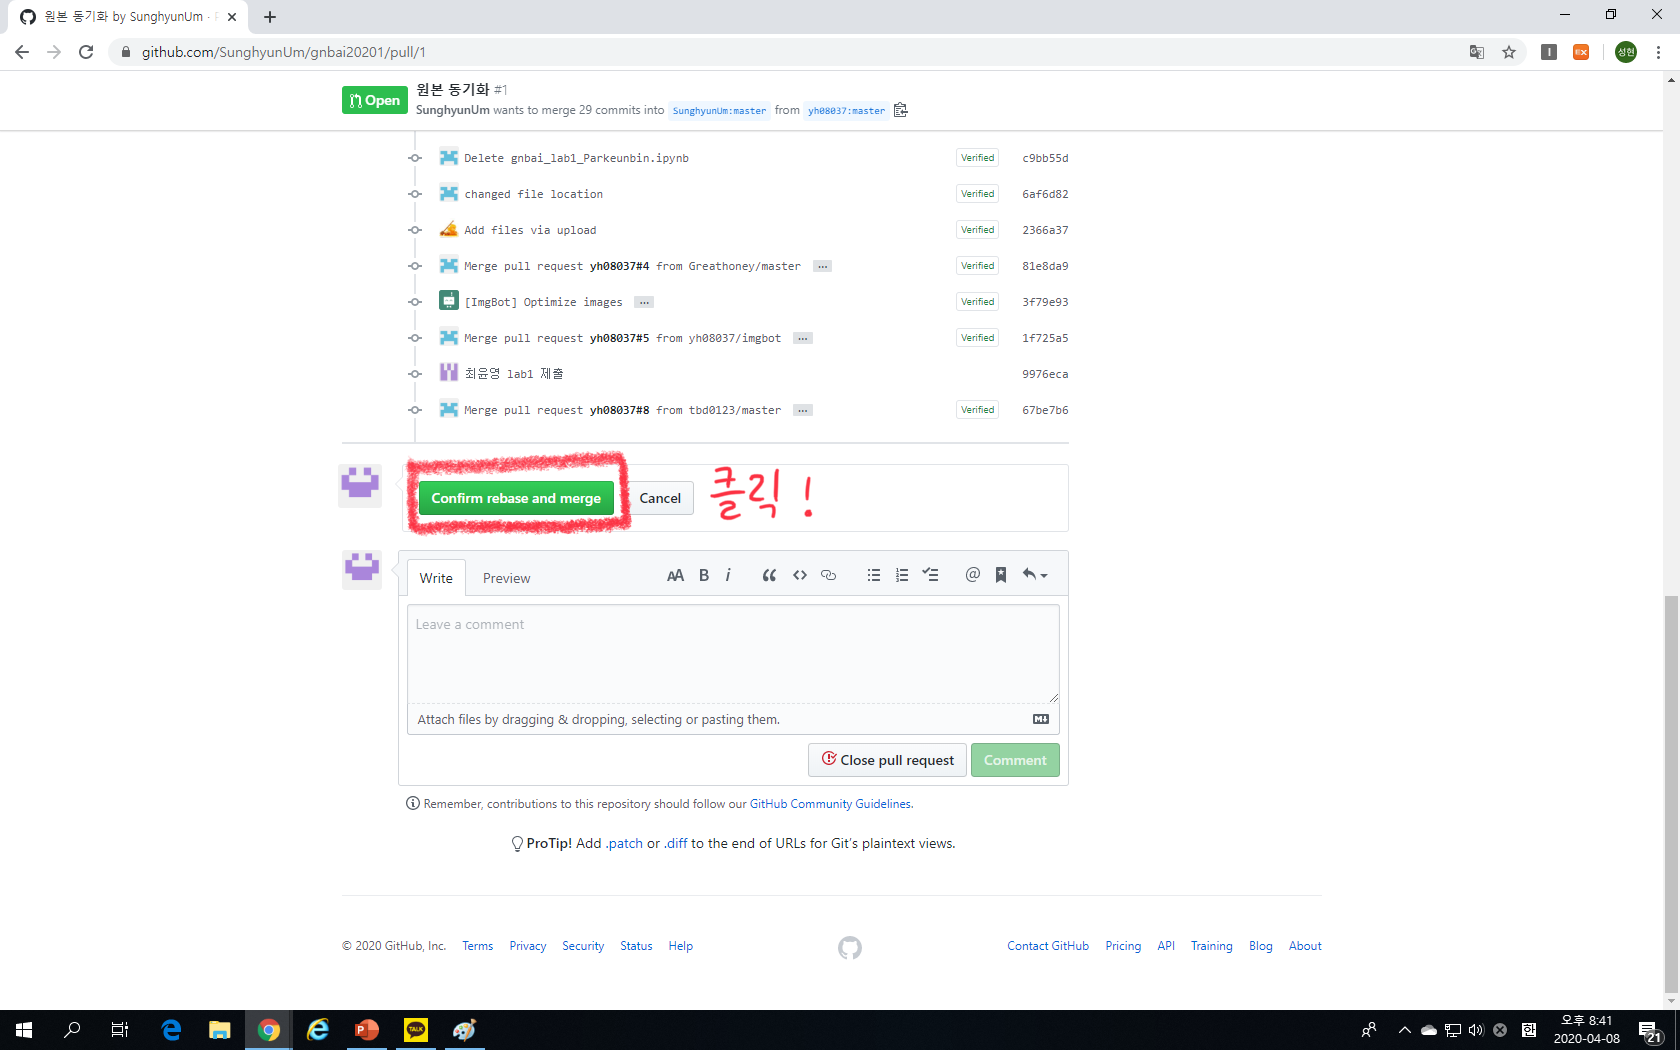 원본 동기화 by SunghyunUm ·
github.com/SunghyunUm/gnbai20201/pull/1
성현
Open
원본 동기화 #1
SunghyunUm wants to merge 29 commits into SunghyunUm:master from yh08037:master
Delete gnbai_lab1_Parkeunbin.ipynb Verified c9bb55d
changed file location Verified 6af6d82
Add files via upload Verified 2366a37
Merge pull request yh08037#4 from Greathoney/master ... Verified 81e8da9
[ImgBot] Optimize images ... Verified 3f79e93
Merge pull request yh08037#5 from yh08037/imgbot ... Verified 1f725a5
최윤영 lab1 제출 9976eca
Merge pull request yh08037#8 from tbd0123/master ... Verified 67be7b6
Confirm rebase and merge Cancel 클릭!
Write Preview AA B i @
Leave a comment
Attach files by dragging & dropping, selecting or pasting them.
Close pull request Comment
Remember, contributions to this repository should follow our GitHub Community Guidelines.
ProTip! Add .patch or .diff to the end of URLs for Git's plaintext views.
© 2020 GitHub, Inc. Terms Privacy Security Status Help Contact GitHub Pricing API Training Blog About
TALK
한
오후 8:41
2020-04-08
21